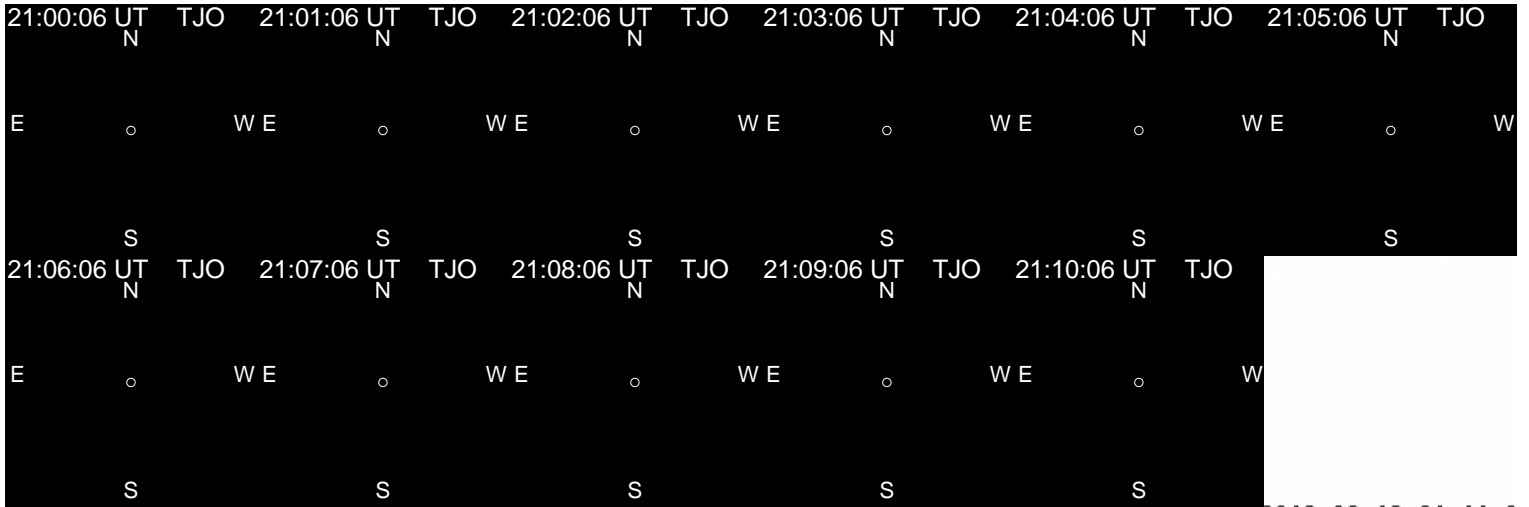 21:00:06 UT TJO 21:01:06 UT TJO 21:02:06 UT TJO 21:03:06 UT TJO 21:04:06 UT TJO 21:05:06 UT TJO
N N N N N N
E W E W E W E W E W E W
S S S S S S
21:06:06 UT TJO 21:07:06 UT TJO 21:08:06 UT TJO 21:09:06 UT TJO 21:10:06 UT TJO
N N N N N
E W E W E W E W E W
S S S S S